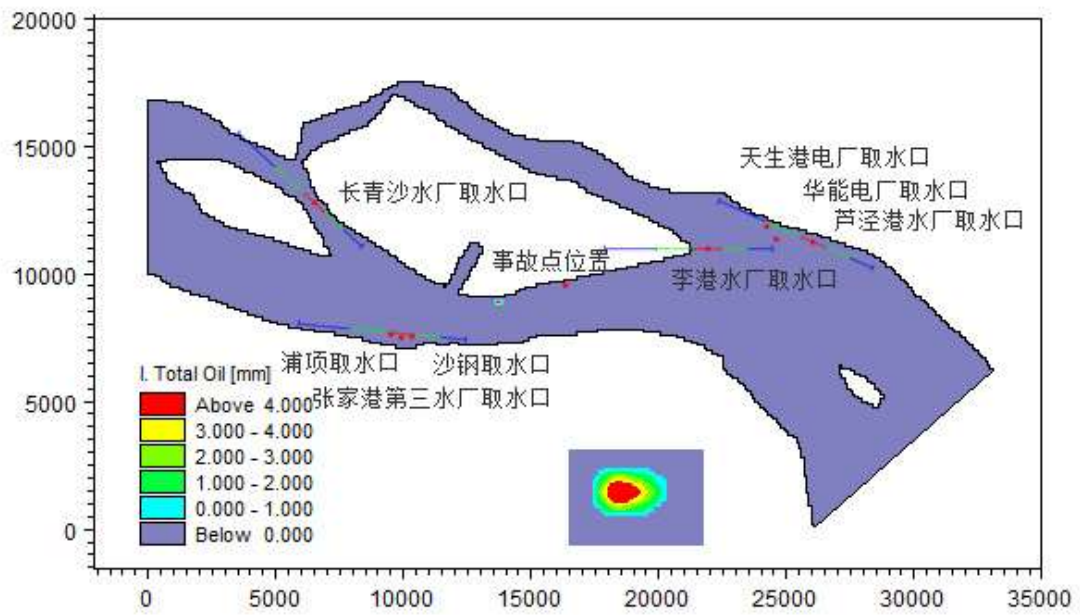 20000
15000
10000
5000
0
天生港电厂取水口
华能电厂取水口
芦泾港水厂取水口
长青沙水厂取水口
事故点位置
李港水厂取水口
浦项取水口
沙钢取水口
张家港第三水厂取水口
I. Total Oil [mm]
Above 4.000
3.000 - 4.000
2.000 - 3.000
1.000 - 2.000
0.000 - 1.000
Below 0.000
0 5000 10000 15000 20000 25000 30000 35000